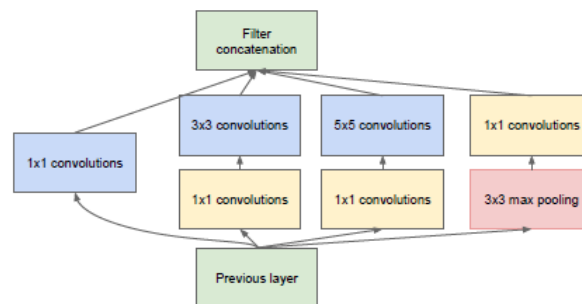 Filter
concatenation
3x3 convolutions
5x5 convolutions
1x1 convolutions
1x1 convolutions
1x1 convolutions
1x1 convolutions
3x3 max pooling
Previous layer